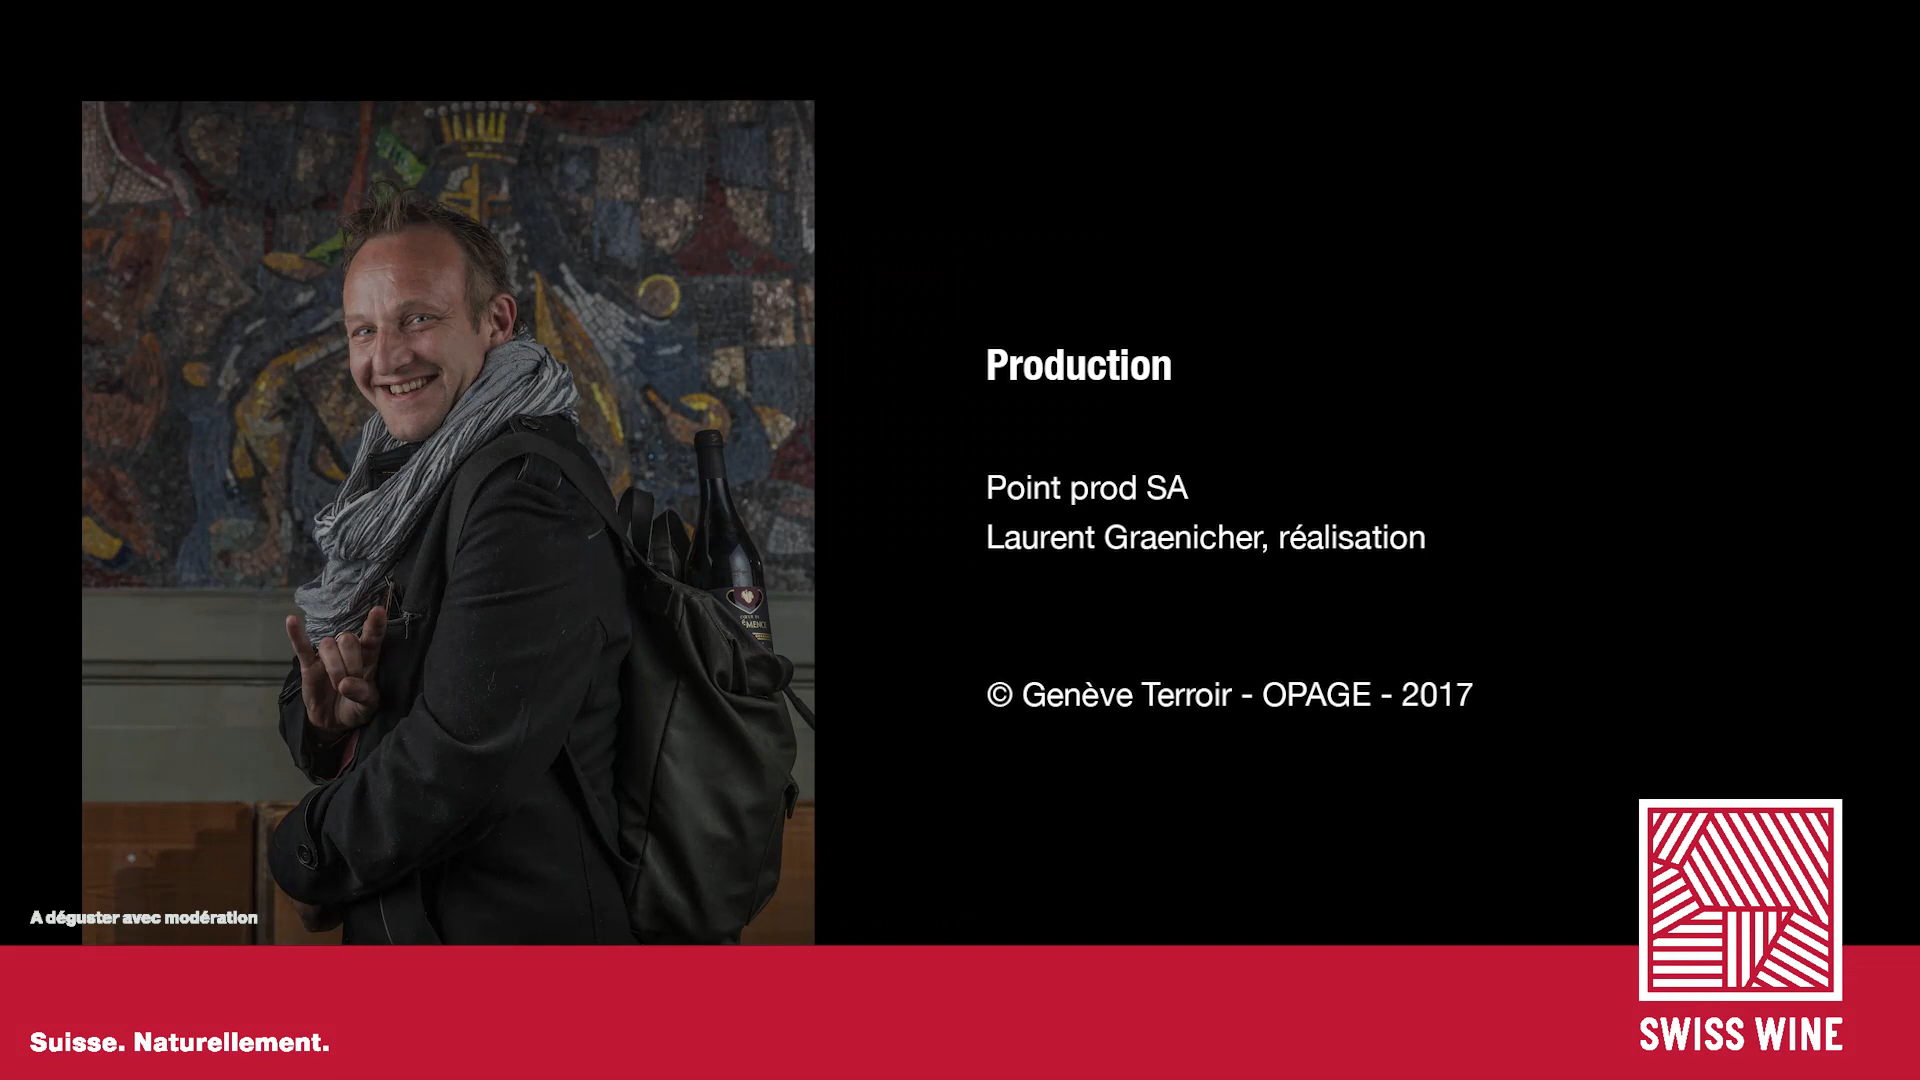 Production
Point prod SA
Laurent Graenicher, réalisation
© Genève Terroir - OPAGE - 2017
A déguster avec modération
Suisse. Naturellement.
SWISS WINE